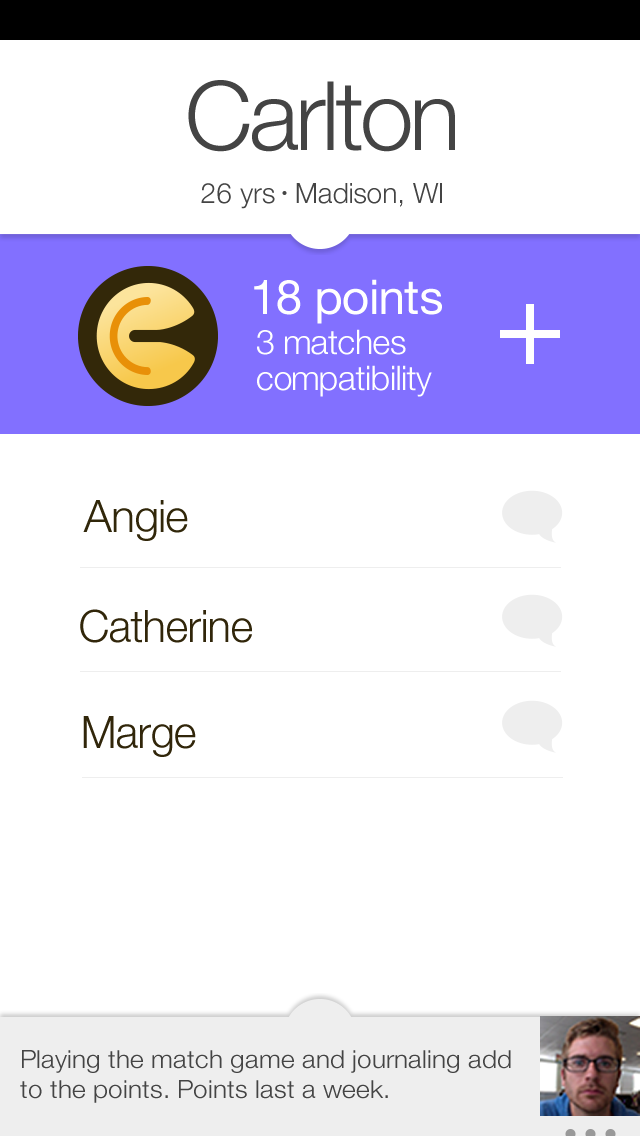 Carlton
26 yrs · Madison, WI
18 points
3 matches
compatibility
Angie
Catherine
Marge
Playing the match game and journaling add
to the points. Points last a week.